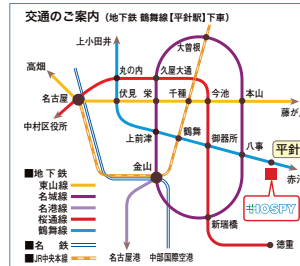 交通のご案内 (地下鉄 鶴舞線【平針駅】下車)
上小田井
大曽根
高畑
丸の内
久屋大通
名古屋
伏見
栄
千種
今池
本山
藤が
中村区役所
上前津
鶴舞
御器所
八事
平針
金山
赤
HOSPY
■地下鉄
東山線
名城線
名港線
桜通線
鶴舞線
■名鉄
■JR中央本線
新瑞橋
名古屋港
中部国際空港
徳重